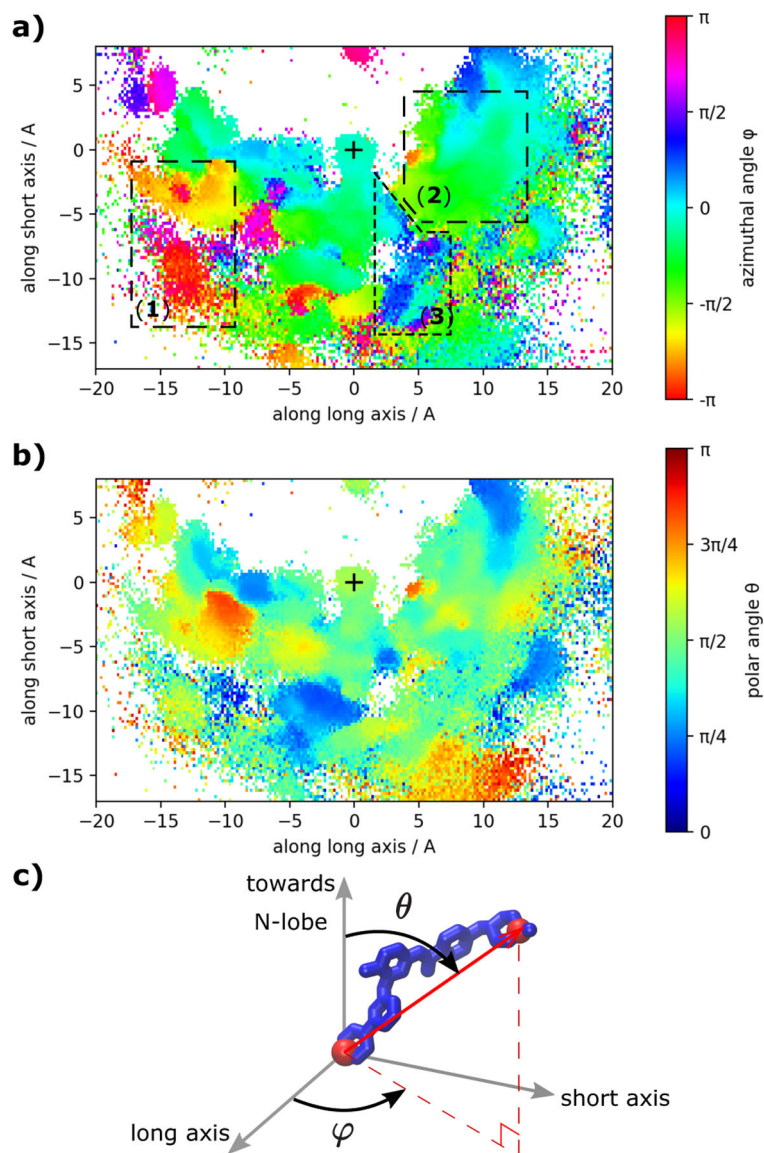 a)
5
0
−5
−10
−15
−20
−15
−10
−5
0
5
10
15
20
along long axis / A
along short axis / A
(1)
(2)
(3)
π
π/2
0
-π/2
-π
azimuthal angle φ
b)
5
0
−5
−10
−15
−20
−15
−10
−5
0
5
10
15
20
along long axis / A
along short axis / A
π
3π/4
π/2
π/4
0
polar angle θ
c)
towards
N-lobe
θ
short axis
long axis
φ